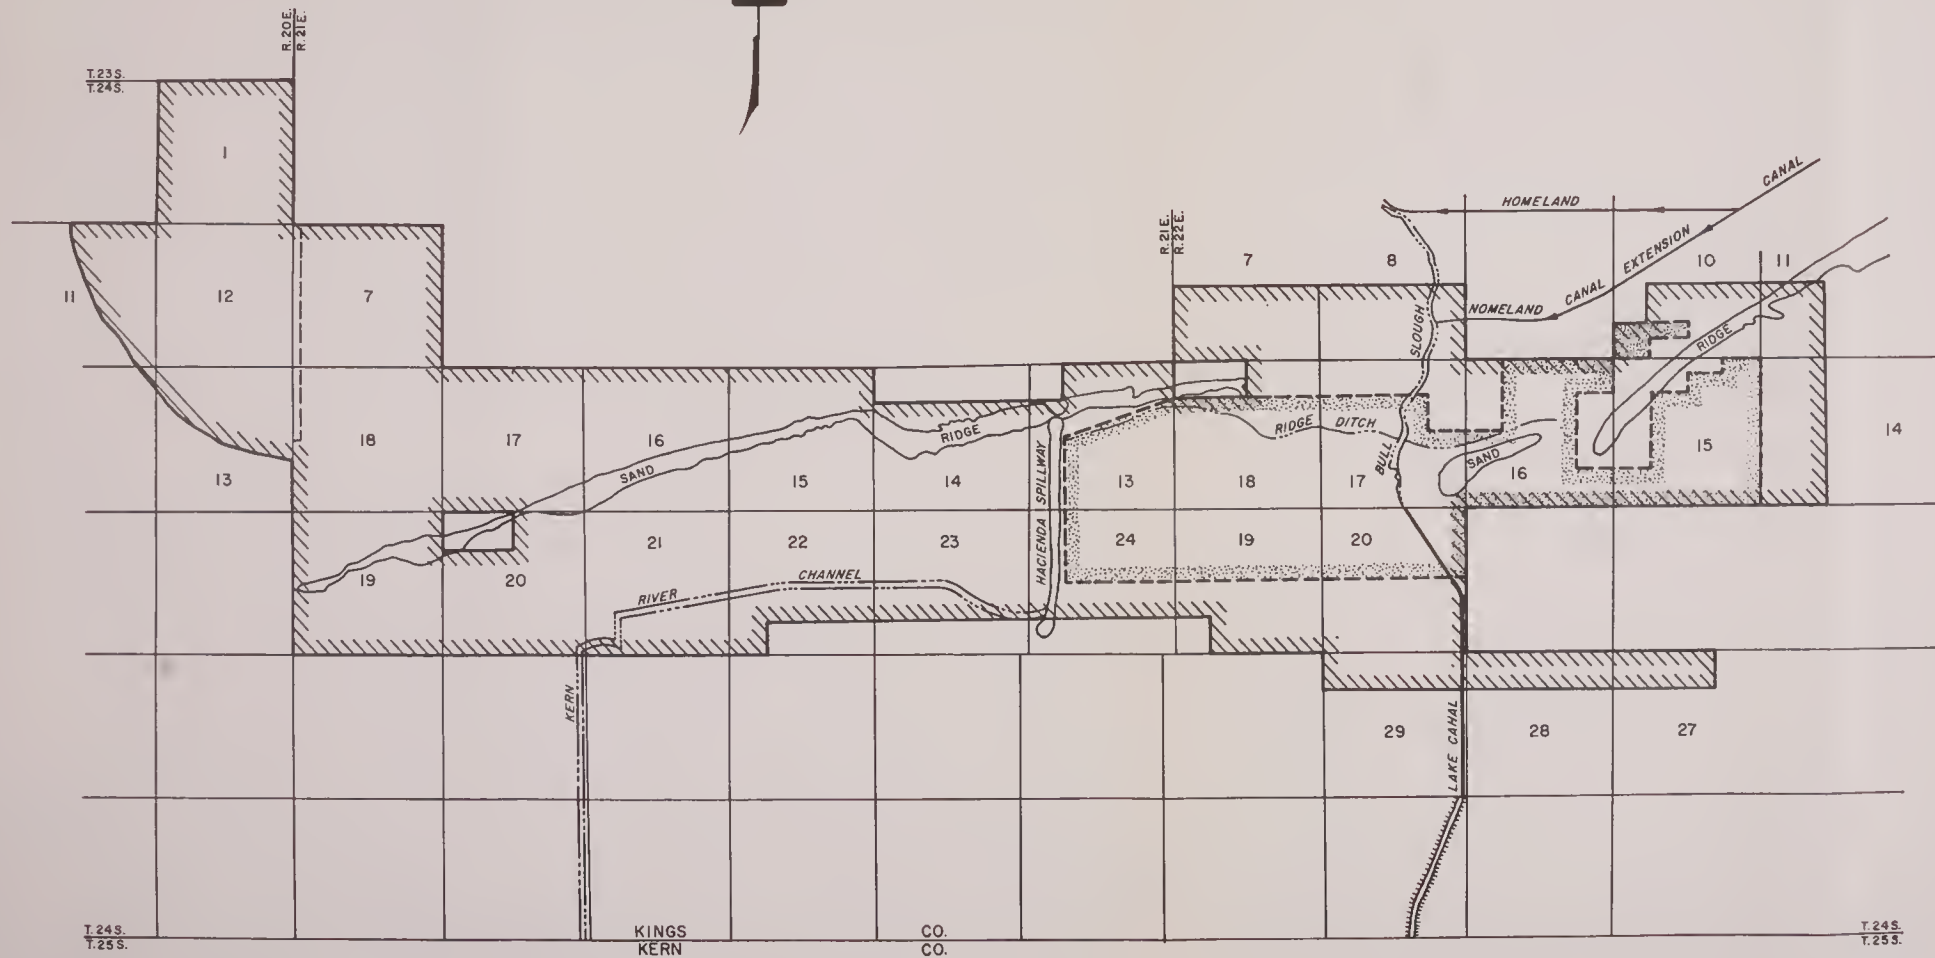 R.20E.
R.21E.
T.23S.
T.24S.
1
CANAL
HOMELAND
R.21E.
R.22E.
EXTENSION
7
8
10
11
11
12
7
CANAL
NOMELAND
SLOUGH
RIDGE
18
17
16
RIDGE
RIDGE DITCH
14
SAND
BULL
SAND
15
13
15
14
HACIENDA SPILLWAY
13
18
17
16
21
22
23
24
19
20
19
20
CHANNEL
RIVER
KERN
LAKE CAHAL
29
28
27
T.24S.
T.25S.
KINGS CO.
KERN CO.
T.24S.
T.25S.